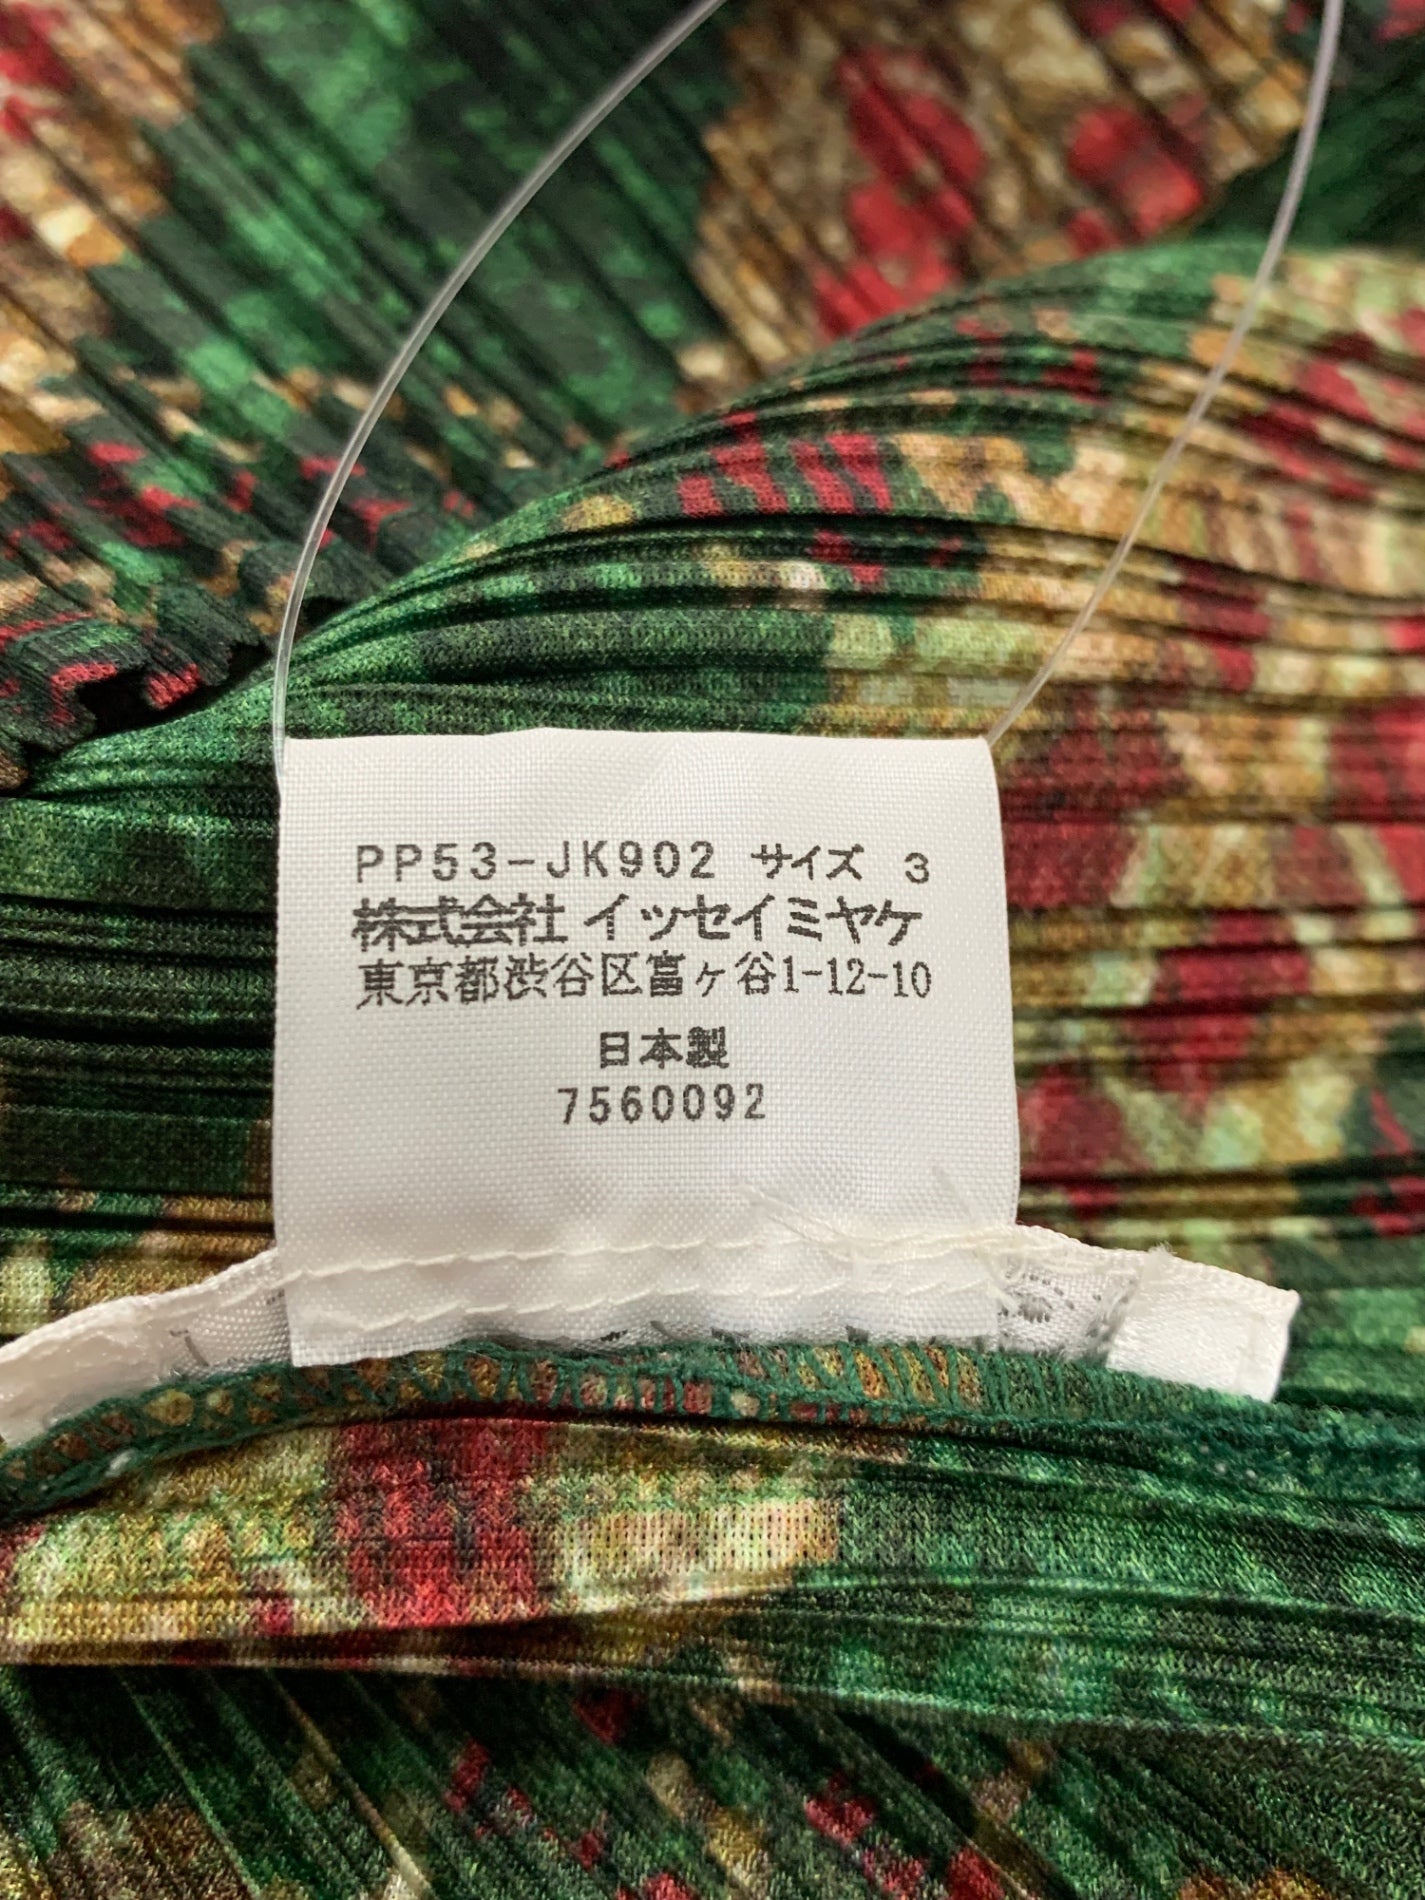 PP53-JK902 サイズ 3
株式会社 イッセイミヤケ
東京都渋谷区富ヶ谷1-12-10
日本製
7560092